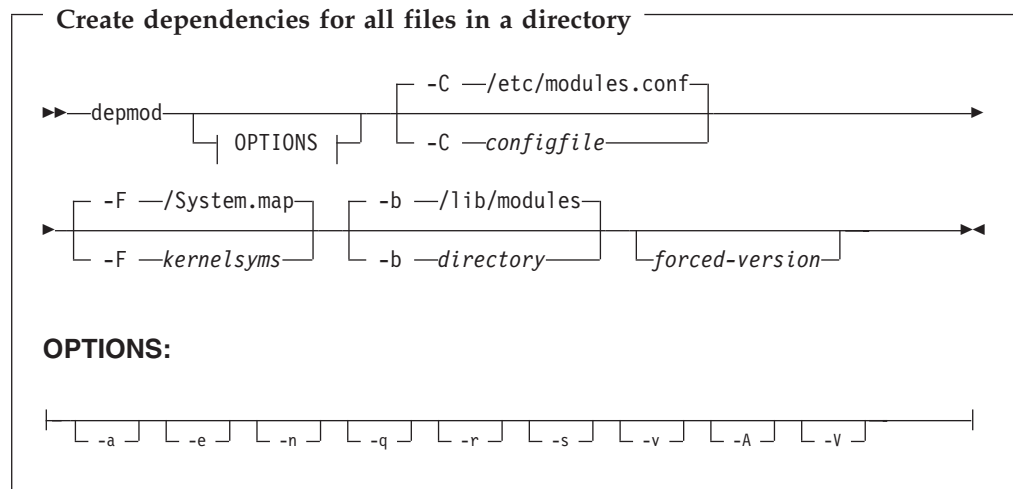 Create dependencies for all files in a directory
-C /etc/modules.conf
depmod
OPTIONS
-C configfile
-F /System.map
-b /lib/modules
-F kernelsyms
-b directory
forced-version
OPTIONS:
-a -e -n -q -r -s -v -A -V